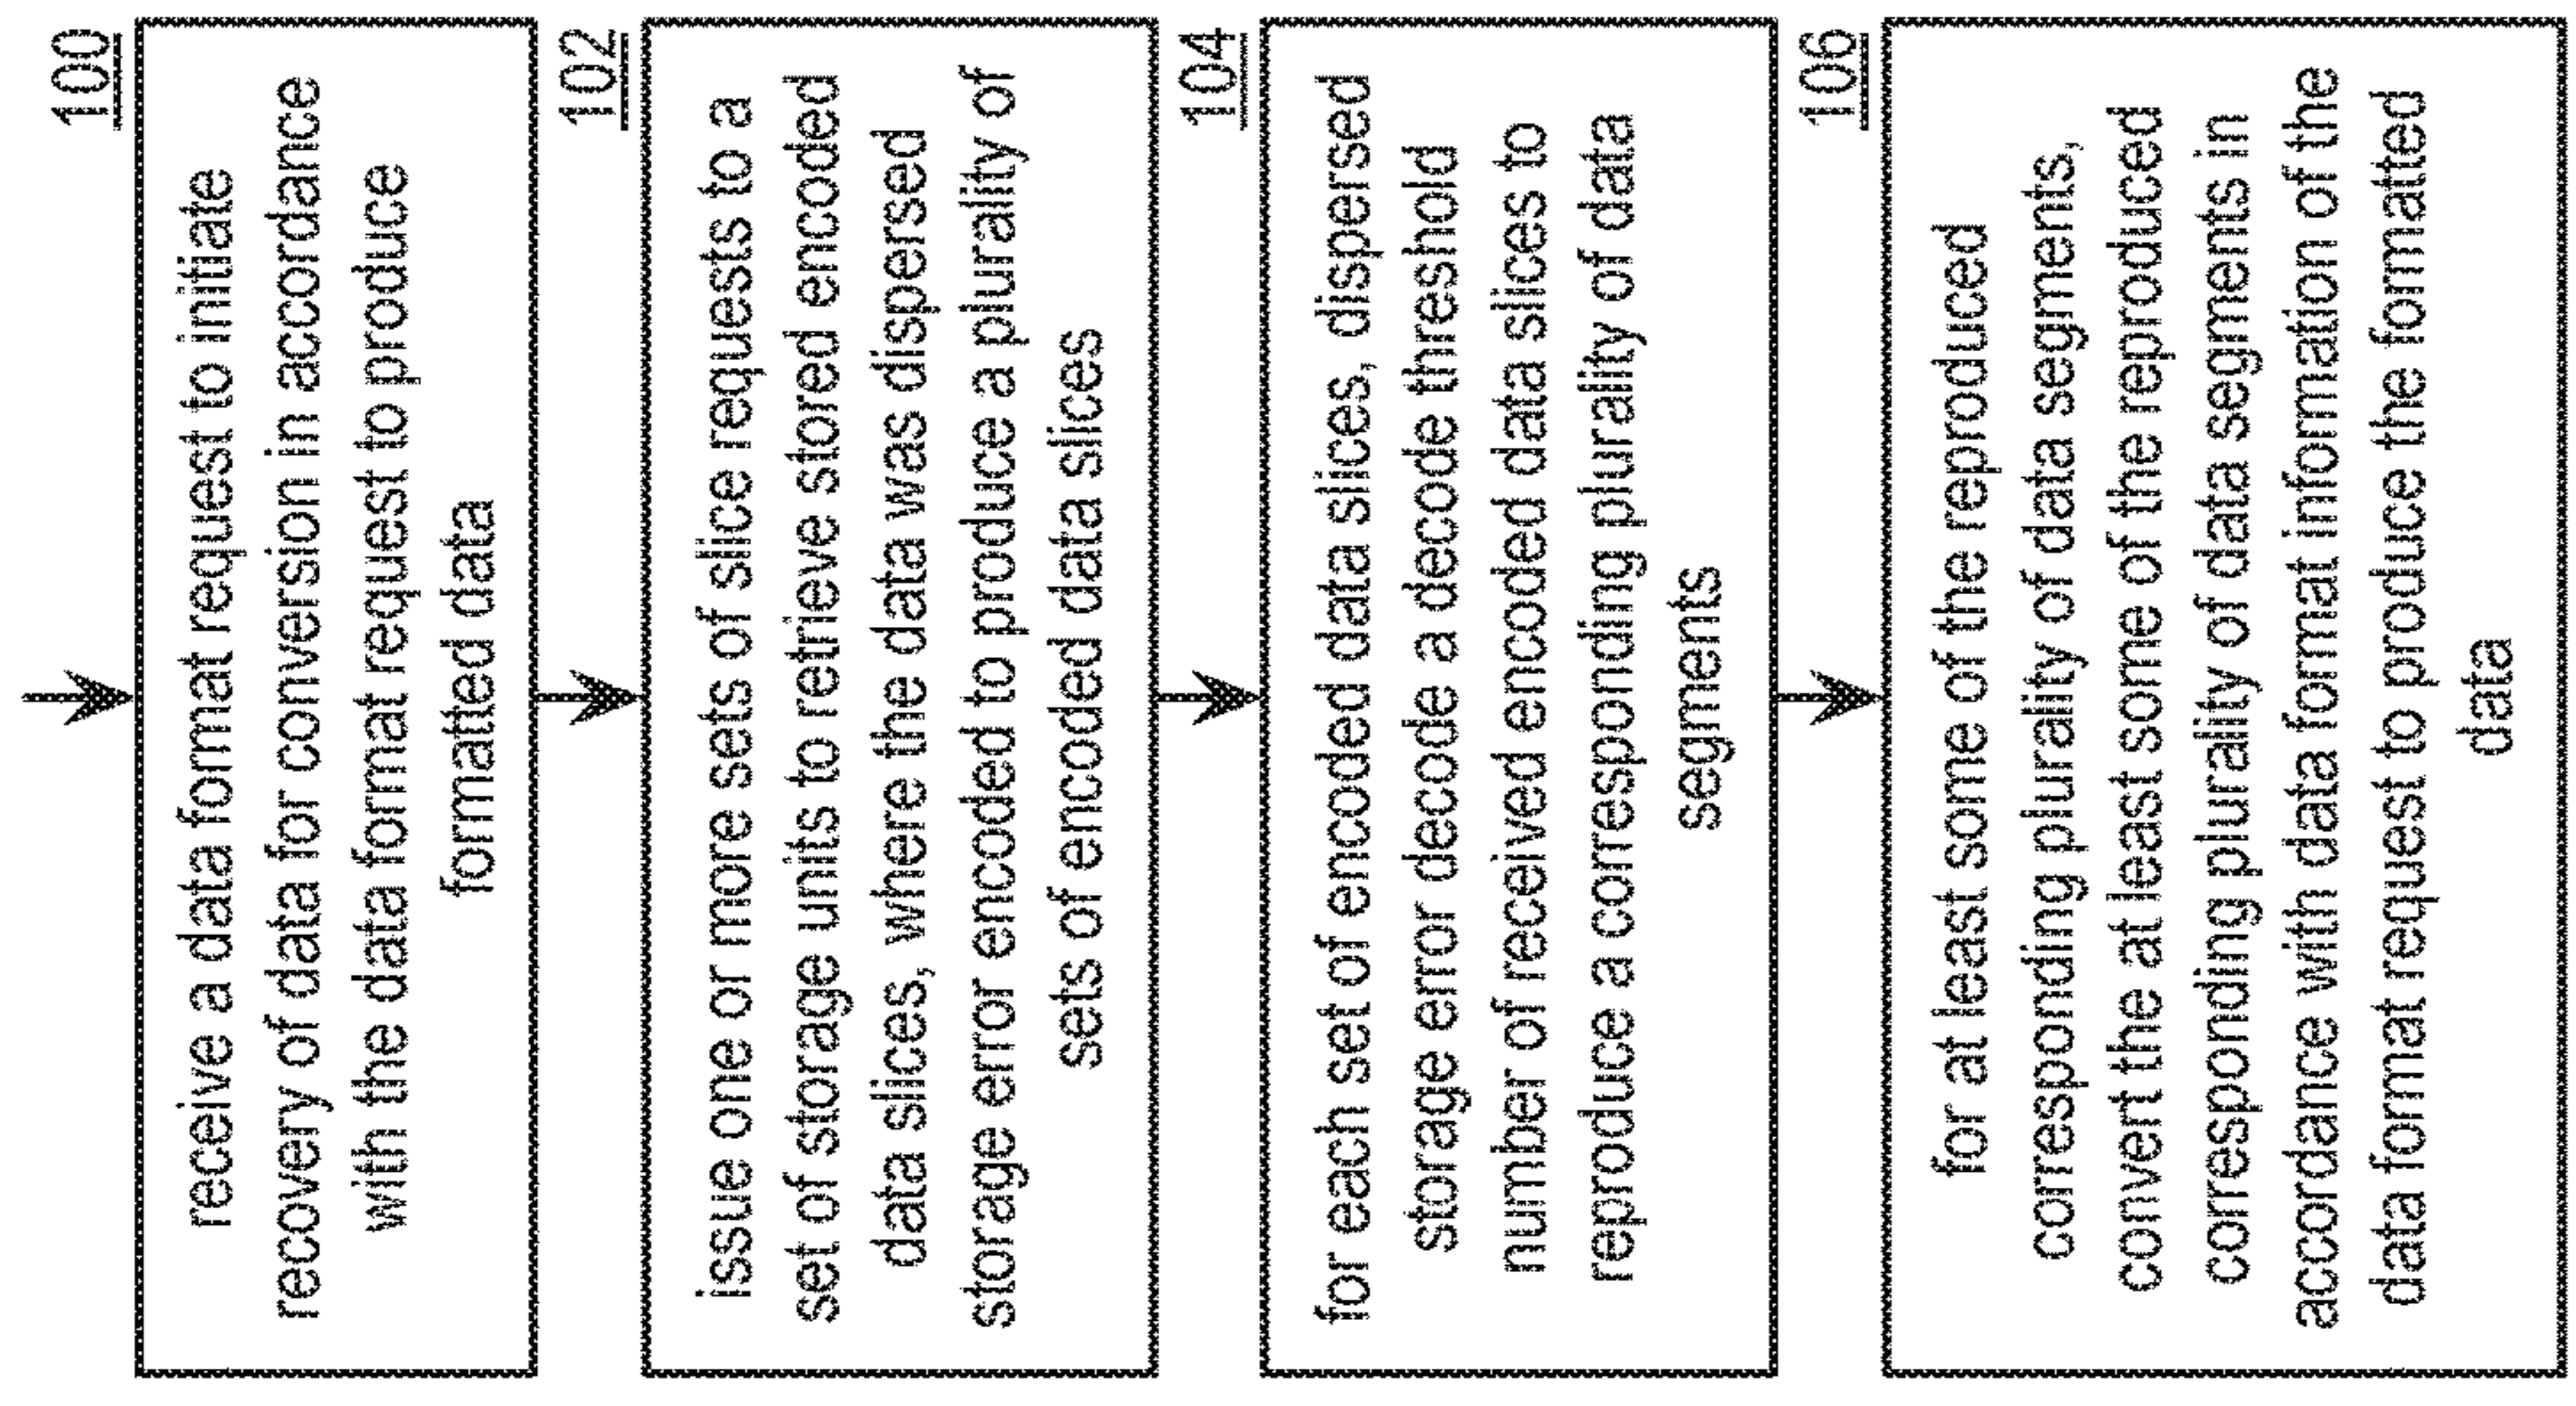 100
receive a data format request to initiate
recovery of data for conversion in accordance
with the data format request to produce
formatted data
102
issue one or more sets of slice requests to a
set of storage units to retrieve stored encoded
data slices, where the data was dispersed
storage error encoded to produce a plurality of
sets of encoded data slices
104
for each set of encoded data slices, dispersed
storage error decode a decode threshold
number of received encoded data slices to
reproduce a corresponding plurality of data
segments
106
for at least some of the reproduced
corresponding plurality of data segments,
convert the at least some of the reproduced
corresponding plurality of data segments in
accordance with data format information of the
data format request to produce the formatted
data